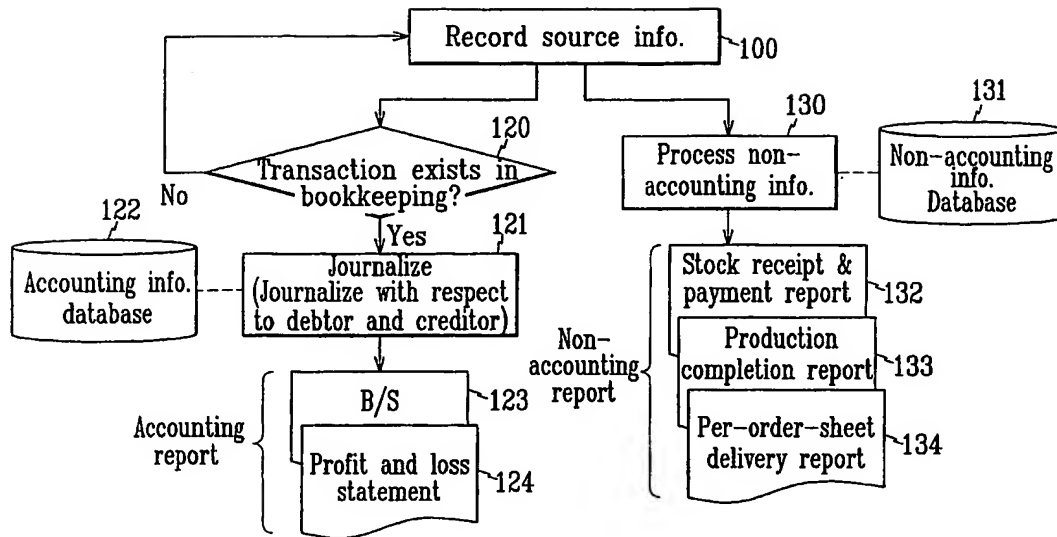 Record source info.
100
120
Transaction exists in
bookkeeping?
No
Yes
130
Process non-
accounting info.
131
Non-accounting
info.
Database
122
Accounting info.
database
121
Journalize
(Journalize with respect
to debtor and creditor)
Accounting
report
B/S
123
Profit and loss
statement
124
Non-
accounting
report
Stock receipt &
payment report
132
Production
completion report
133
Per-order-sheet
delivery report
134